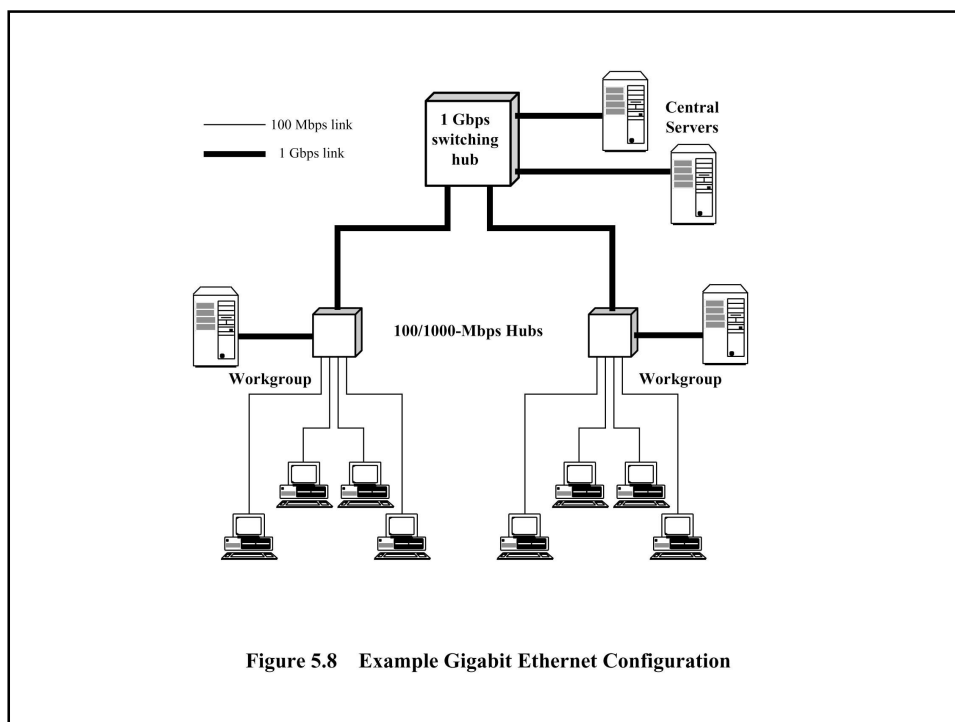 1 Gbps
switching
hub
Central
Servers
100 Mbps link
1 Gbps link
100/1000-Mbps Hubs
Workgroup
Workgroup
Figure 5.8 Example Gigabit Ethernet Configuration